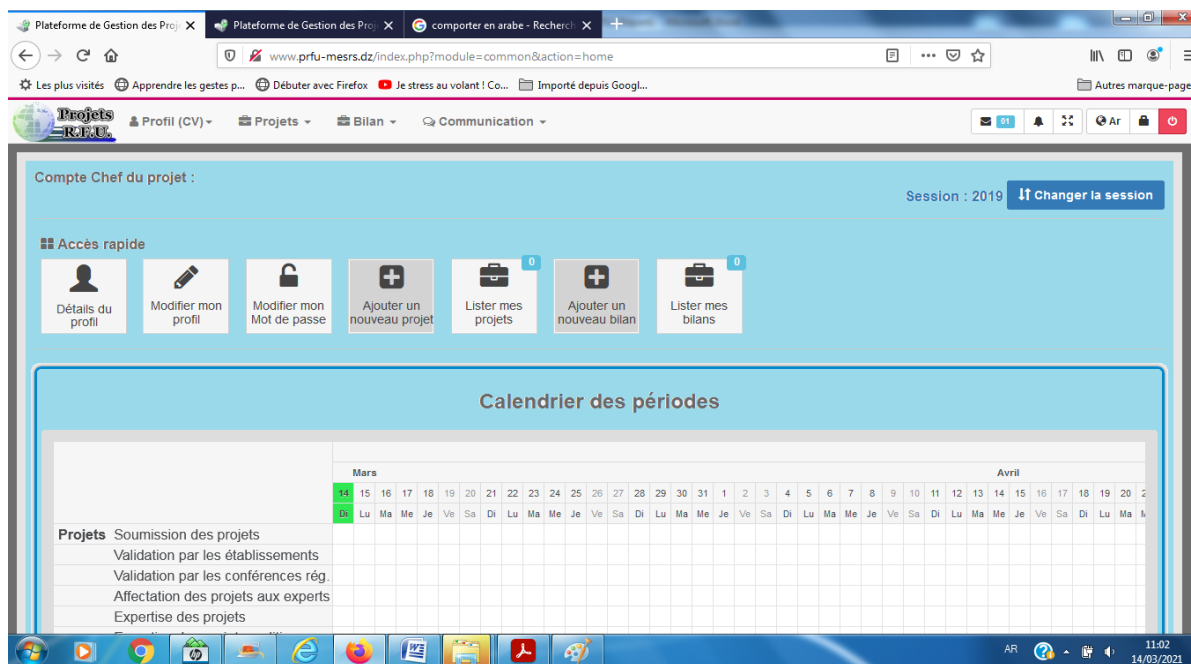 Plateforme de Gestion des Proj
Plateforme de Gestion des Proj
comporter en arabe - Recherch
www.prfu-mesrs.dz/index.php?module=common&action=home
Les plus visités Apprendre les gestes p... Débuter avec Firefox Je stress au volant ! Co... Importé depuis Googl... Autres marque-page
Projets
R.F.U.
Profil (CV) Projets Bilan Communication 01 Ar
Compte Chef du projet :
Session : 2019 Changer la session
Accès rapide
0 0
Détails du profil
Modifier mon profil
Modifier mon Mot de passe
Ajouter un nouveau projet
Lister mes projets
Ajouter un nouveau bilan
Lister mes bilans
Calendrier des périodes
Mars Avril
14 15 16 17 18 19 20 21 22 23 24 25 26 27 28 29 30 31 1 2 3 4 5 6 7 8 9 10 11 12 13 14 15 16 17 18 19 20
Di Lu Ma Me Je Ve Sa Di Lu Ma Me Je Ve Sa Di Lu Ma Me Je Ve Sa Di Lu Ma Me Je Ve Sa Di Lu Ma Me Je Ve Sa Di Lu Ma
Projets Soumission des projets
Validation par les établissements
Validation par les conférences rég.
Affectation des projets aux experts
Expertise des projets
AR 11:02
14/03/2021